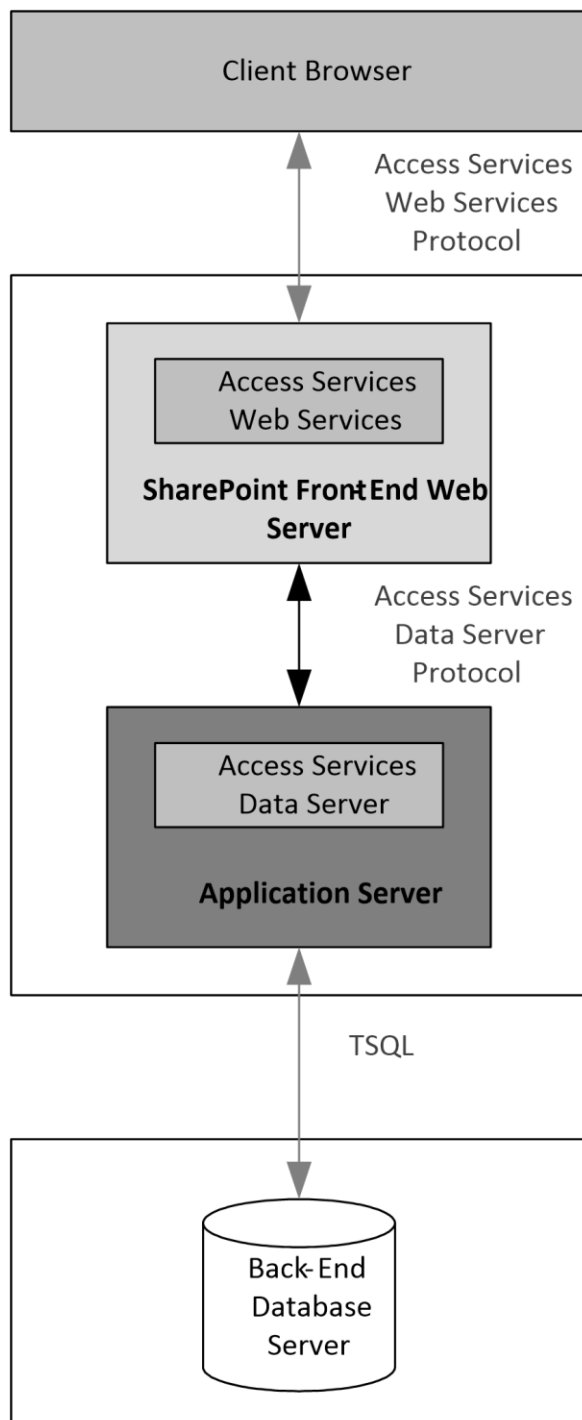 Client Browser
Access Services
Web Services
Protocol
Access Services
Web Services
SharePoint Front-End Web
Server
Access Services
Data Server
Protocol
Access Services
Data Server
Application Server
TSQL
Back-End
Database
Server